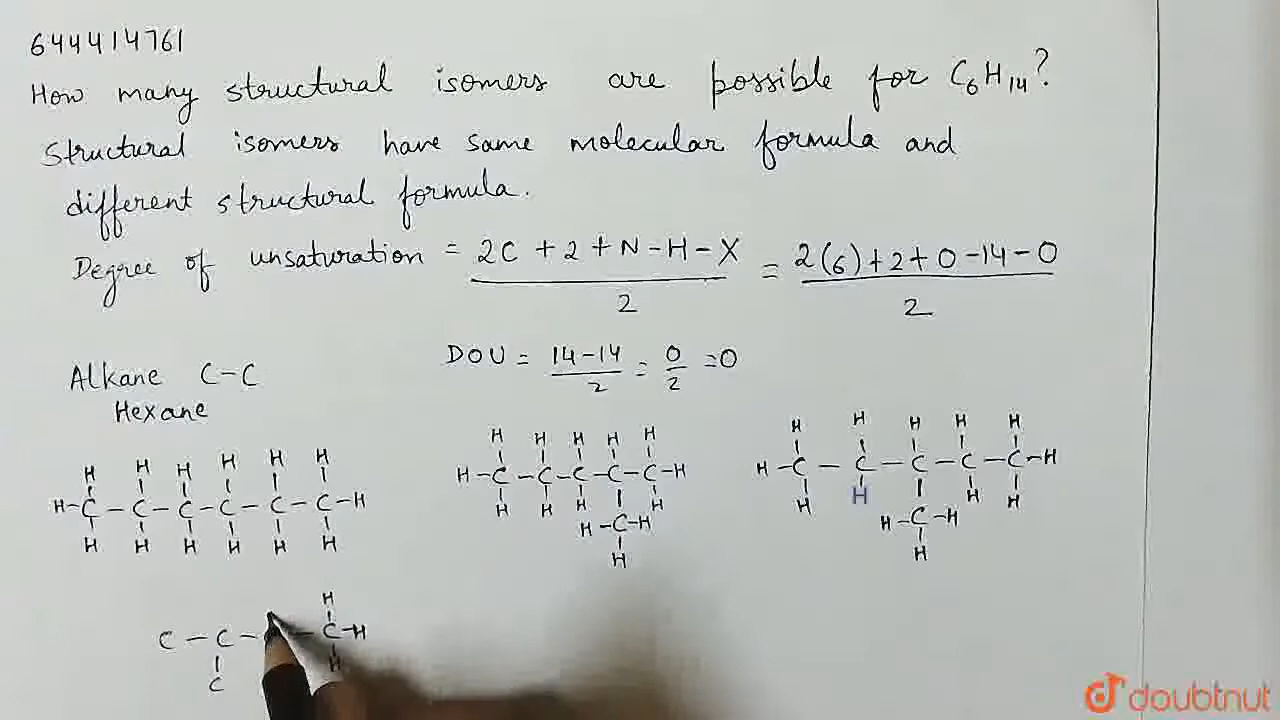 644414761
How many structural isomers are possible for C₆H₁₄?
Structural isomers have same molecular formula and
different structural formula.
Degree of unsaturation = 2C + 2 + N - H - X / 2 = 2(6) + 2 + 0 - 14 - 0 / 2
Alkane C-C
DOU = 14 - 14 / 2 = 0 / 2 = 0
Hexane
H H H H H H
H-C-C-C-C-C-C-H
H H H H H H
H H H H H
H-C-C-C-C-C-H
H H H H
H-C-H
H
H H H H H
H-C-C-C-C-C-H
H H H H
H-C-H
H
H
C-C- -C-H
C H
doubtnut